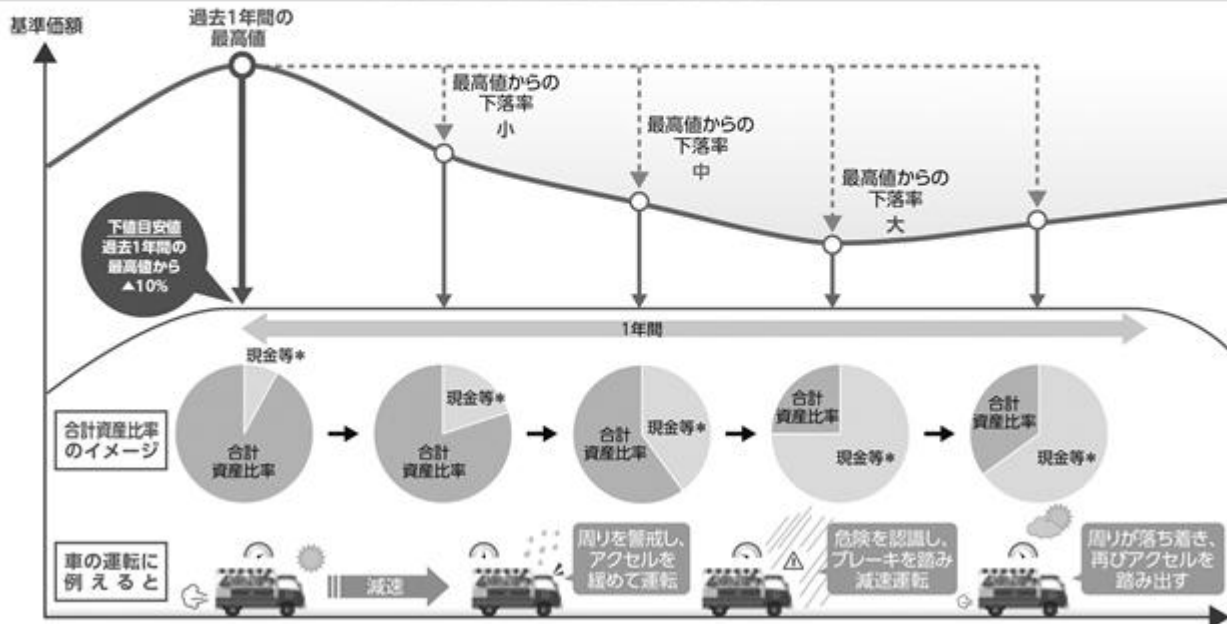 基準価額
過去1年間の
最高値
最高値からの
下落率
小
最高値からの
下落率
中
最高値からの
下落率
大
下値目安値
過去1年間の
最高値から
▲10%
1年間
合計資産比率
のイメージ
現金等*
合計
資産比率
現金等*
合計
資産比率
合計
資産比率
現金等*
合計
資産比率
現金等*
合計
資産比率
現金等*
車の運転に
例えると
減速
周りを警戒し、
アクセルを
緩めて運転
危険を認識し、
ブレーキを踏み
減速運転
周りが落ち着き、
再びアクセルを
踏み出す